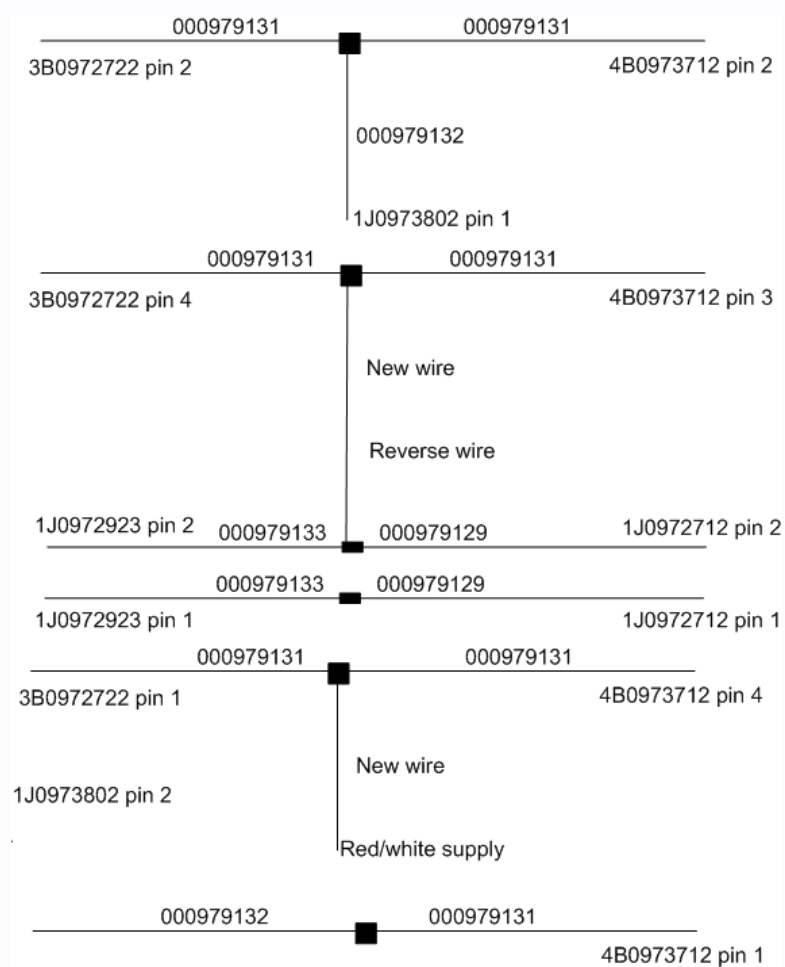 000979131 000979131
3B0972722 pin 2 4B0973712 pin 2
000979132
1J0973802 pin 1
000979131 000979131
3B0972722 pin 4 4B0973712 pin 3
New wire
Reverse wire
1J0972923 pin 2 000979133 000979129 1J0972712 pin 2
000979133 000979129
1J0972923 pin 1 1J0972712 pin 1
000979131 000979131
3B0972722 pin 1 4B0973712 pin 4
New wire
1J0973802 pin 2
Red/white supply
000979132 000979131
4B0973712 pin 1